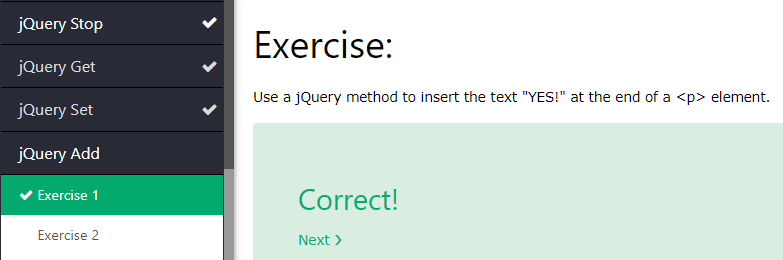 jQuery Stop
jQuery Get
jQuery Set
jQuery Add
Exercise 1
Exercise 2
Exercise:
Use a jQuery method to insert the text "YES!" at the end of a <p> element.
Correct!
Next ❯